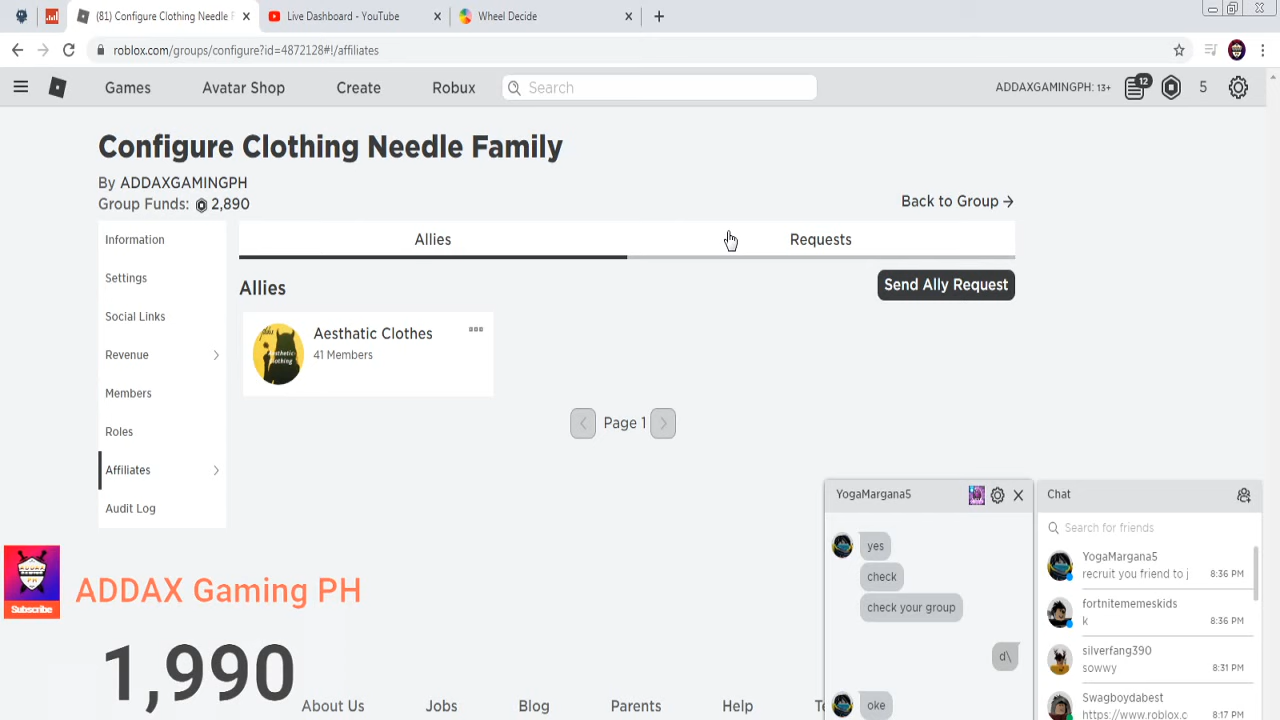 (81) Configure Clothing Needle F
Live Dashboard - YouTube
Wheel Decide
roblox.com/groups/configure?id=4872128#!/affiliates
Games
Avatar Shop
Create
Robux
Search
ADDAXGAMINGPH: 13+
12
5
Configure Clothing Needle Family
By ADDAXGAMINGPH
Group Funds: 2,890
Back to Group
Information
Settings
Social Links
Revenue
Members
Roles
Affiliates
Audit Log
Allies
Requests
Allies
Send Ally Request
Aesthatic Clothes
41 Members
Page 1
YogaMargana5
yes
check
check your group
d\
oke
Chat
Search for friends
YogaMargana5
recruit you friend to j
8:36 PM
fortnitememeskids
k
8:36 PM
silverfang390
sowwy
8:31 PM
Swagboydabest
https://www.roblox.c
8:17 PM
Subscribe
ADDAX Gaming PH
1,990
About Us
Jobs
Blog
Parents
Help